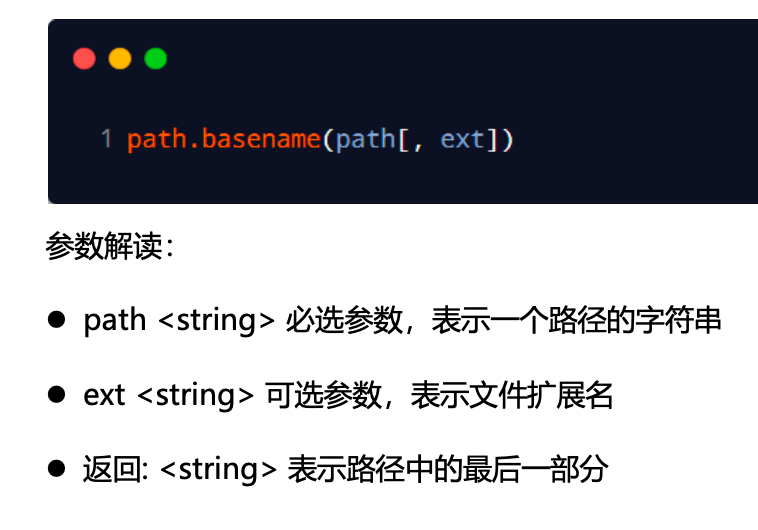 1 path.basename(path[, ext])
参数解读：
● path <string> 必选参数，表示一个路径的字符串
● ext <string> 可选参数，表示文件扩展名
● 返回: <string> 表示路径中的最后一部分